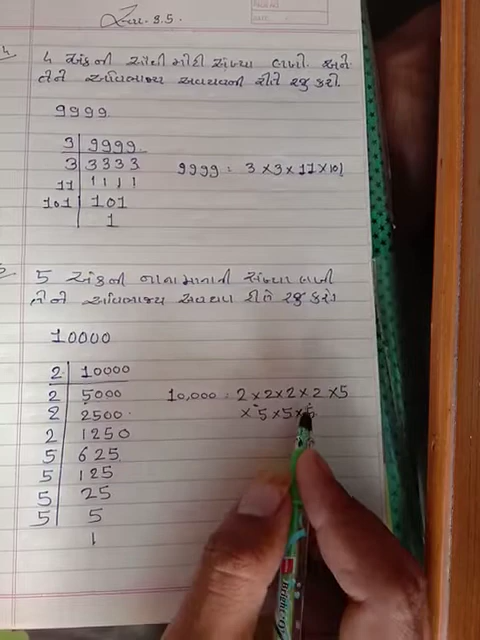 સ્વા. 3.5.
4 અંકની સૌથી મોટી સંખ્યા લખો. અને
તેને અવિભાજ્ય અવયવની રીતે રજુ કરો.
9999
3 | 9999
3 | 3333 9999 : 3 × 3 × 11 × 101
11 | 1111
101 | 101
1
5 અંકની નાનામાનાની સંખ્યા લખી
તેને અવિભાજ્ય અવયવ રીતે રજુ કરો
10000
2 | 10000
2 | 5000 10,000 : 2 × 2 × 2 × 2 × 5
2 | 2500 × 5 × 5 × 5
2 | 1250
5 | 625
5 | 125
5 | 25
5 | 5
1